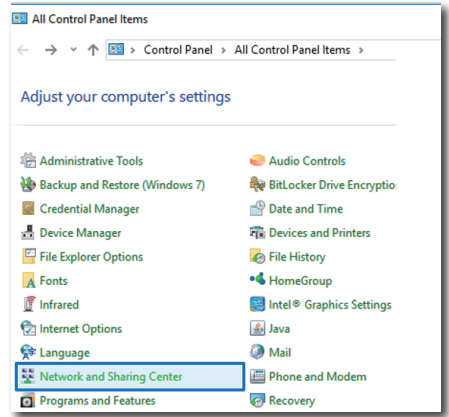 All Control Panel Items
Control Panel > All Control Panel Items >
Adjust your computer's settings
Administrative Tools
Audio Controls
Backup and Restore (Windows 7)
BitLocker Drive Encryptio
Credential Manager
Date and Time
Device Manager
Devices and Printers
File Explorer Options
File History
Fonts
HomeGroup
Infrared
Intel® Graphics Settings
Internet Options
Java
Language
Mail
Network and Sharing Center
Phone and Modem
Programs and Features
Recovery